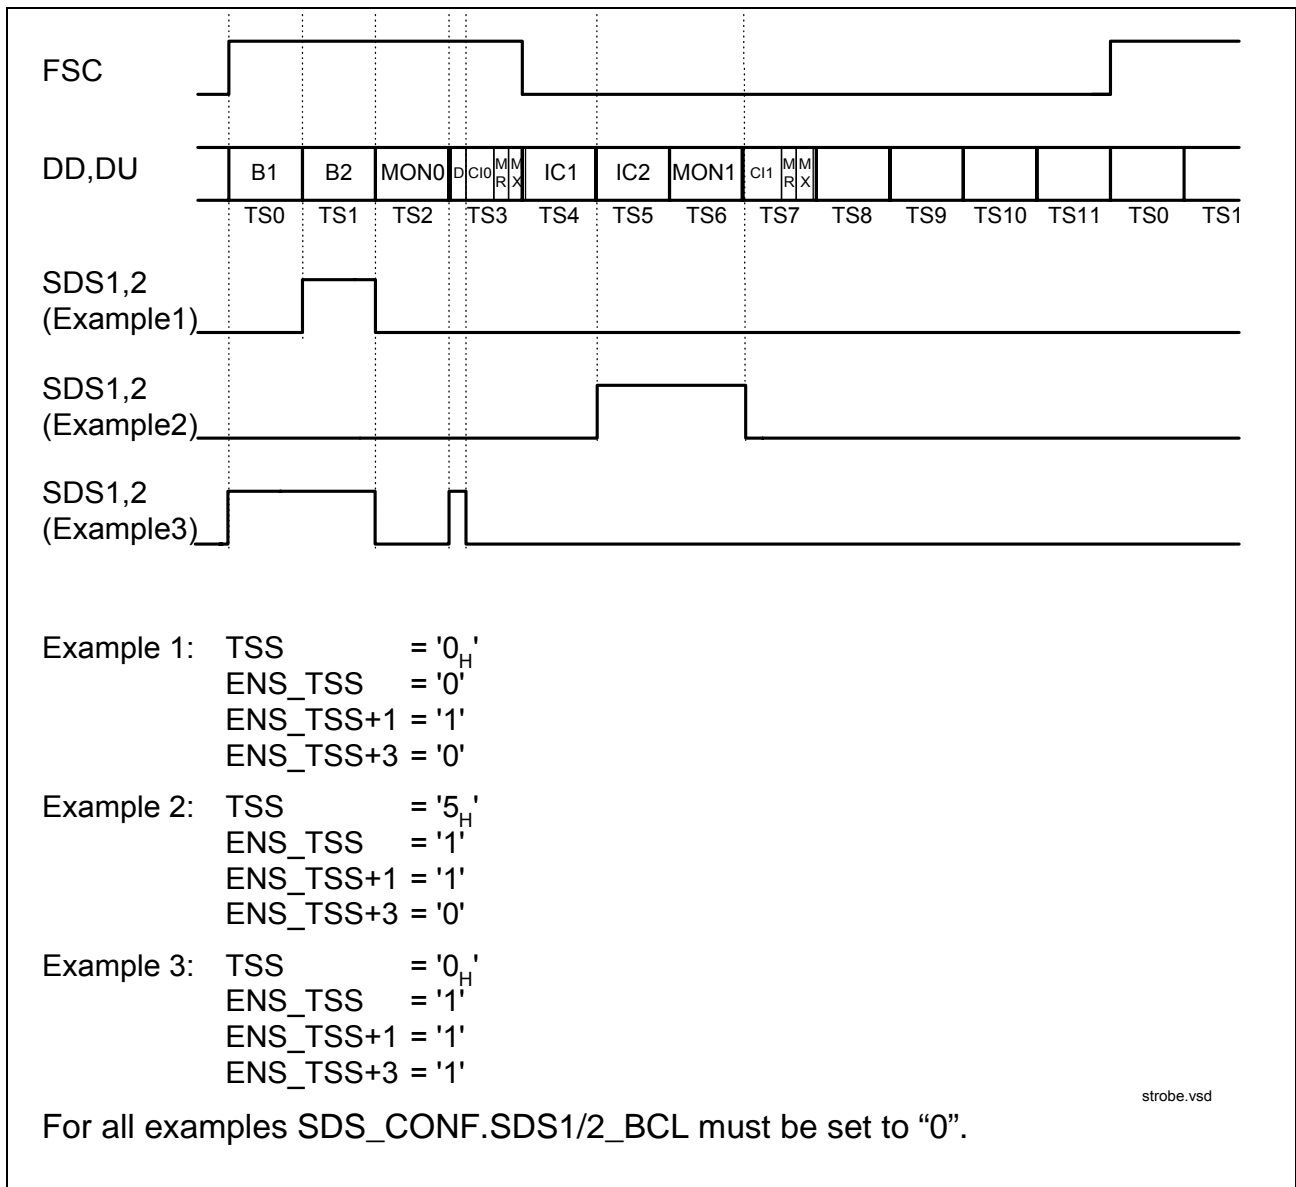 FSC
DD,DU
B1 B2 MON0 D CI0 MR MX IC1 IC2 MON1 CI1 MR MX
TS0 TS1 TS2 TS3 TS4 TS5 TS6 TS7 TS8 TS9 TS10 TS11 TS0 TS1
SDS1,2
(Example1)
SDS1,2
(Example2)
SDS1,2
(Example3)
Example 1: TSS = '0H'
ENS_TSS = '0'
ENS_TSS+1 = '1'
ENS_TSS+3 = '0'
Example 2: TSS = '5H'
ENS_TSS = '1'
ENS_TSS+1 = '1'
ENS_TSS+3 = '0'
Example 3: TSS = '0H'
ENS_TSS = '1'
ENS_TSS+1 = '1'
ENS_TSS+3 = '1'
strobe.vsd
For all examples SDS_CONF.SDS1/2_BCL must be set to “0”.